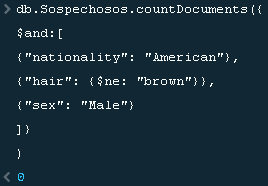 > db.Sospechosos.countDocuments({
$and:[
{"nationality": "American"},
{"hair": {$ne: "brown"}},
{"sex": "Male"}
]}
)
< 0